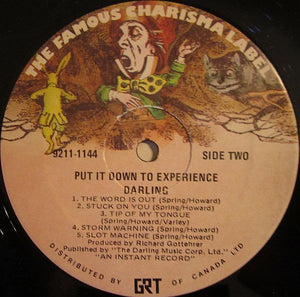 THE FAMOUS CHARISMA LABEL
9211-1144
SIDE TWO
PUT IT DOWN TO EXPERIENCE
DARLING
1. THE WORD IS OUT (Spring/Howard)
2. STUCK ON YOU (Spring/Howard)
3. TIP OF MY TONGUE
(Spring/Howard/Varley)
4. STORM WARNING (Spring/Howard)
5. SLOT MACHINE (Spring/Howard)
Produced by Richard Gottehrer
Published by "The Darling Music Corp. Ltd."
"AN INSTANT RECORD"
DISTRIBUTED BY GRT OF CANADA LTD